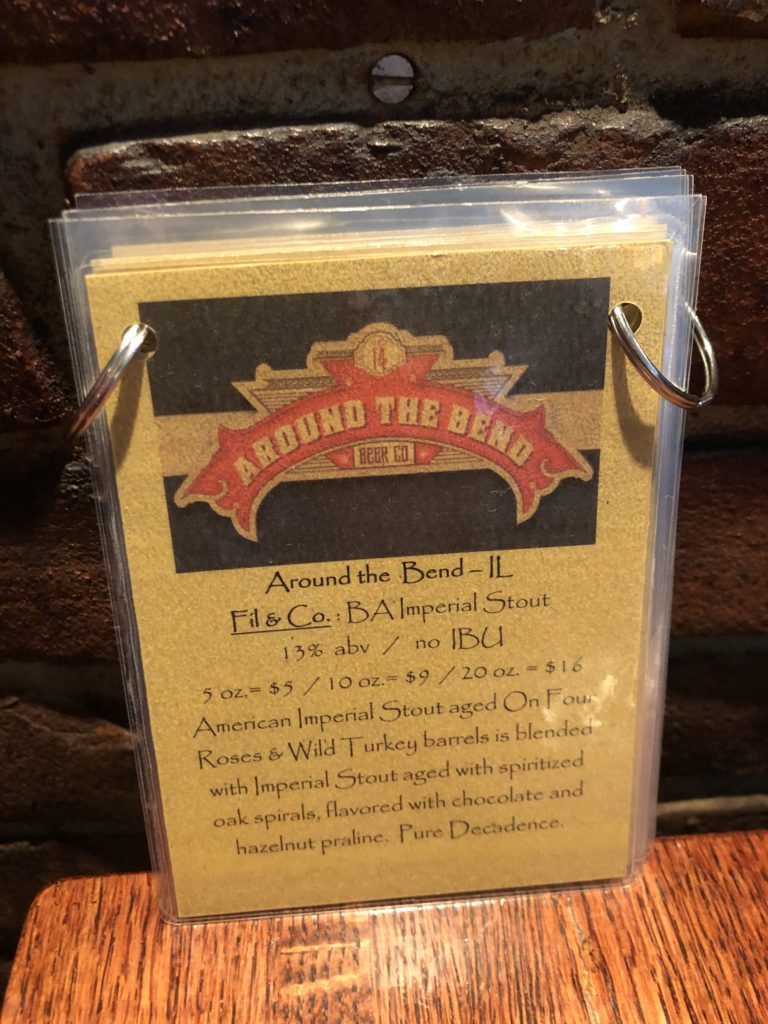 14
AROUND THE BEND
BEER CO
Around the Bend – IL
Fil & Co. : BA Imperial Stout
13% abv / no IBU
5 oz.= $5 / 10 oz.= $9 / 20 oz. = $16
American Imperial Stout aged On Four
Roses & Wild Turkey barrels is blended
with Imperial Stout aged with spiritized
oak spirals, flavored with chocolate and
hazelnut praline. Pure Decadence.